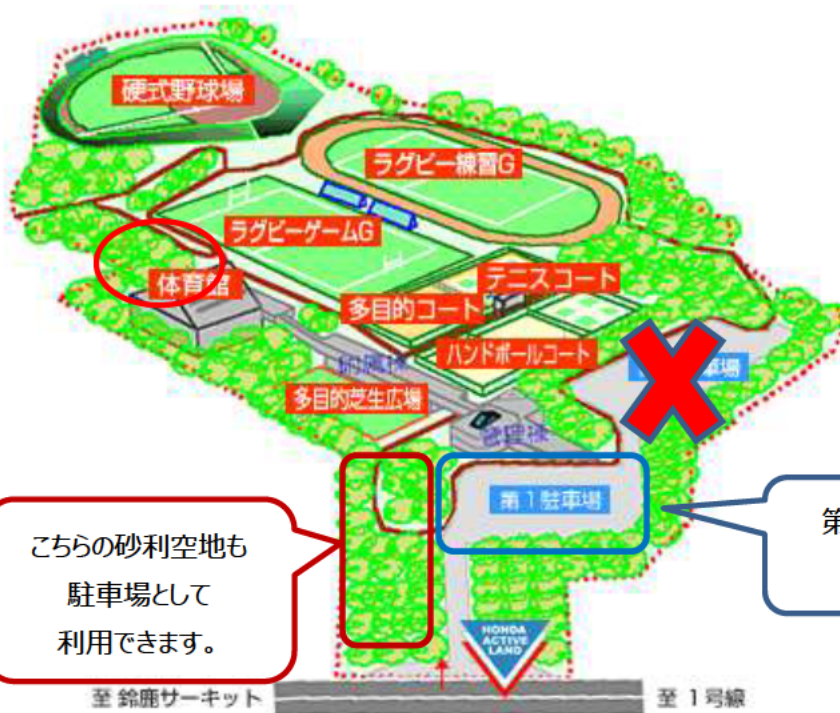 硬式野球場
ラグビー練習G
ラグビーゲームG
体育館
テニスコート
多目的コート
ハンドボールコート
多目的芝生広場
管理棟
車場
第1駐車場
第
こちらの砂利空地も
駐車場として
利用できます。
HONDA
ACTIVE
LAND
至 鈴鹿サーキット
至 1号線